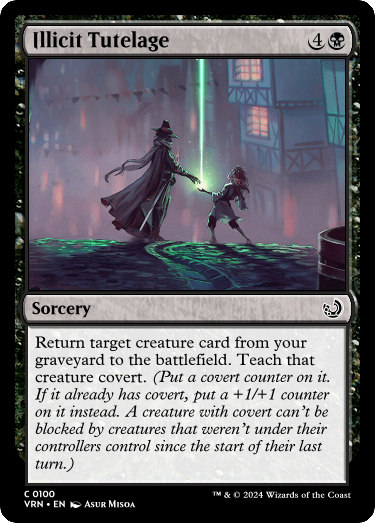 Illicit Tutelage 4
Sorcery
Return target creature card from your
graveyard to the battlefield. Teach that
creature covert. (Put a covert counter on it.
If it already has covert, put a +1/+1 counter
on it instead. A creature with covert can't be
blocked by creatures that weren't under their
controllers control since the start of their last
turn.)
C 0100
VRN • EN Asur Misoa ™ & © 2024 Wizards of the Coast